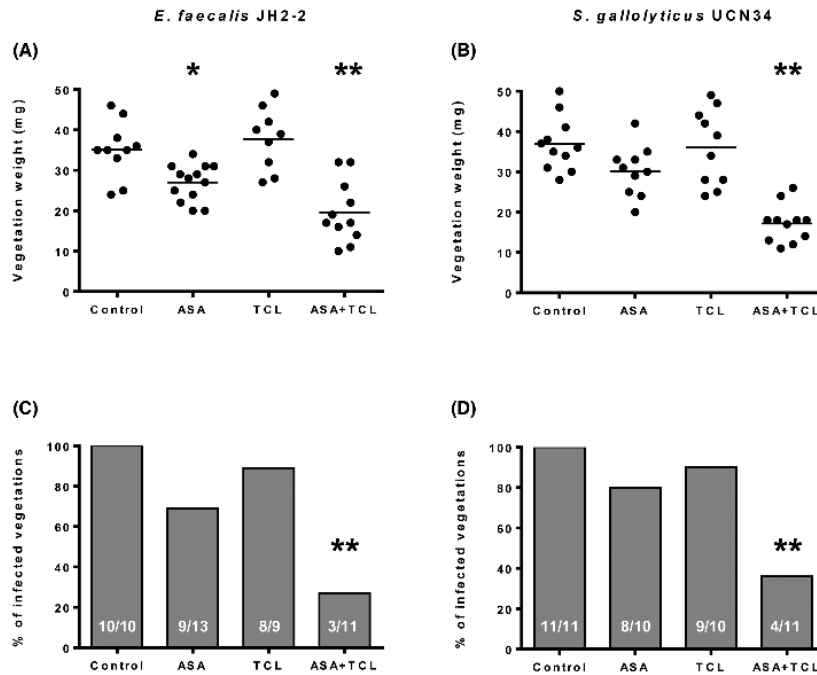 E. faecalis JH2-2
S. gallolyticus UCN34
(A)
*
**
Vegetation weight (mg)
50
40
30
20
10
0
Control ASA TCL ASA+TCL
(B)
**
Vegetation weight (mg)
50
40
30
20
10
0
Control ASA TCL ASA+TCL
(C)
**
% of infected vegetations
100
80
60
40
20
0
10/10 9/13 8/9 3/11
Control ASA TCL ASA+TCL
(D)
**
% of infected vegetations
100
80
60
40
20
0
11/11 8/10 9/10 4/11
Control ASA TCL ASA+TCL